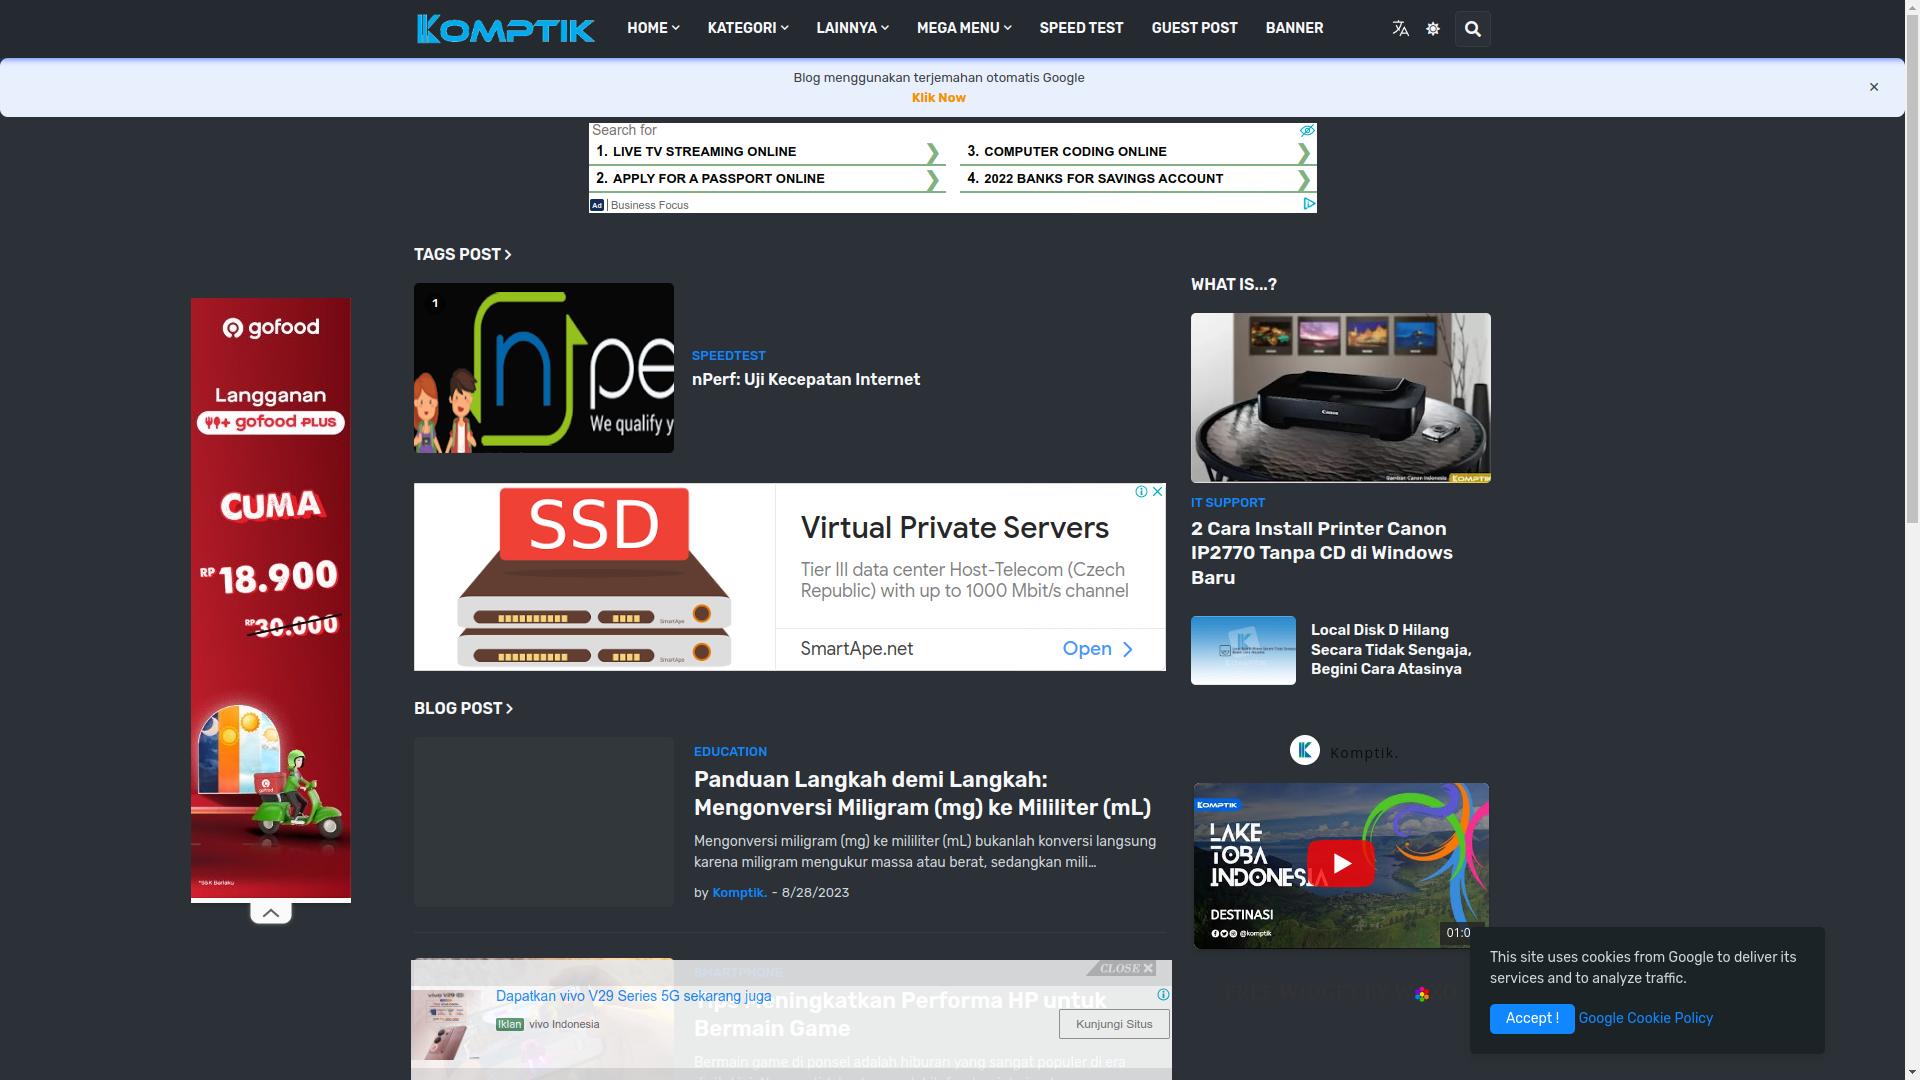 KOMPTIK
HOME
KATEGORI
LAINNYA
MEGA MENU
SPEED TEST
GUEST POST
BANNER
Blog menggunakan terjemahan otomatis Google
Klik Now
Search for
1. LIVE TV STREAMING ONLINE
2. APPLY FOR A PASSPORT ONLINE
3. COMPUTER CODING ONLINE
4. 2022 BANKS FOR SAVINGS ACCOUNT
Ad | Business Focus
gofood
Langganan
gofood PLUS
CUMA
RP 18.900
RP 30.000
*S&K Berlaku
TAGS POST
1
We qualify y
SPEEDTEST
nPerf: Uji Kecepatan Internet
SSD
SmartApe
SmartApe
Virtual Private Servers
Tier III data center Host-Telecom (Czech
Republic) with up to 1000 Mbit/s channel
SmartApe.net
Open
BLOG POST
EDUCATION
Panduan Langkah demi Langkah:
Mengonversi Miligram (mg) ke Mililiter (mL)
Mengonversi miligram (mg) ke mililiter (mL) bukanlah konversi langsung
karena miligram mengukur massa atau berat, sedangkan mili...
by Komptik. - 8/28/2023
SMARTPHONE
Tips Meningkatkan Performa HP untuk
Bermain Game
Bermain game di ponsel adalah hiburan yang sangat populer di era
CLOSE
Dapatkan vivo V29 Series 5G sekarang juga
Iklan vivo Indonesia
Kunjungi Situs
WHAT IS...?
Canon
Gambar: Canon Indonesia
KOMPTIK
IT SUPPORT
2 Cara Install Printer Canon
IP2770 Tanpa CD di Windows
Baru
Local Disk D Hilang
Secara Tidak Sengaja,
Begini Cara Atasinya
Komptik.
KOMPTIK
LAKE
TOBA
INDONESIA
DESTINASI
@komptik
01:0
This site uses cookies from Google to deliver its
services and to analyze traffic.
Accept !
Google Cookie Policy